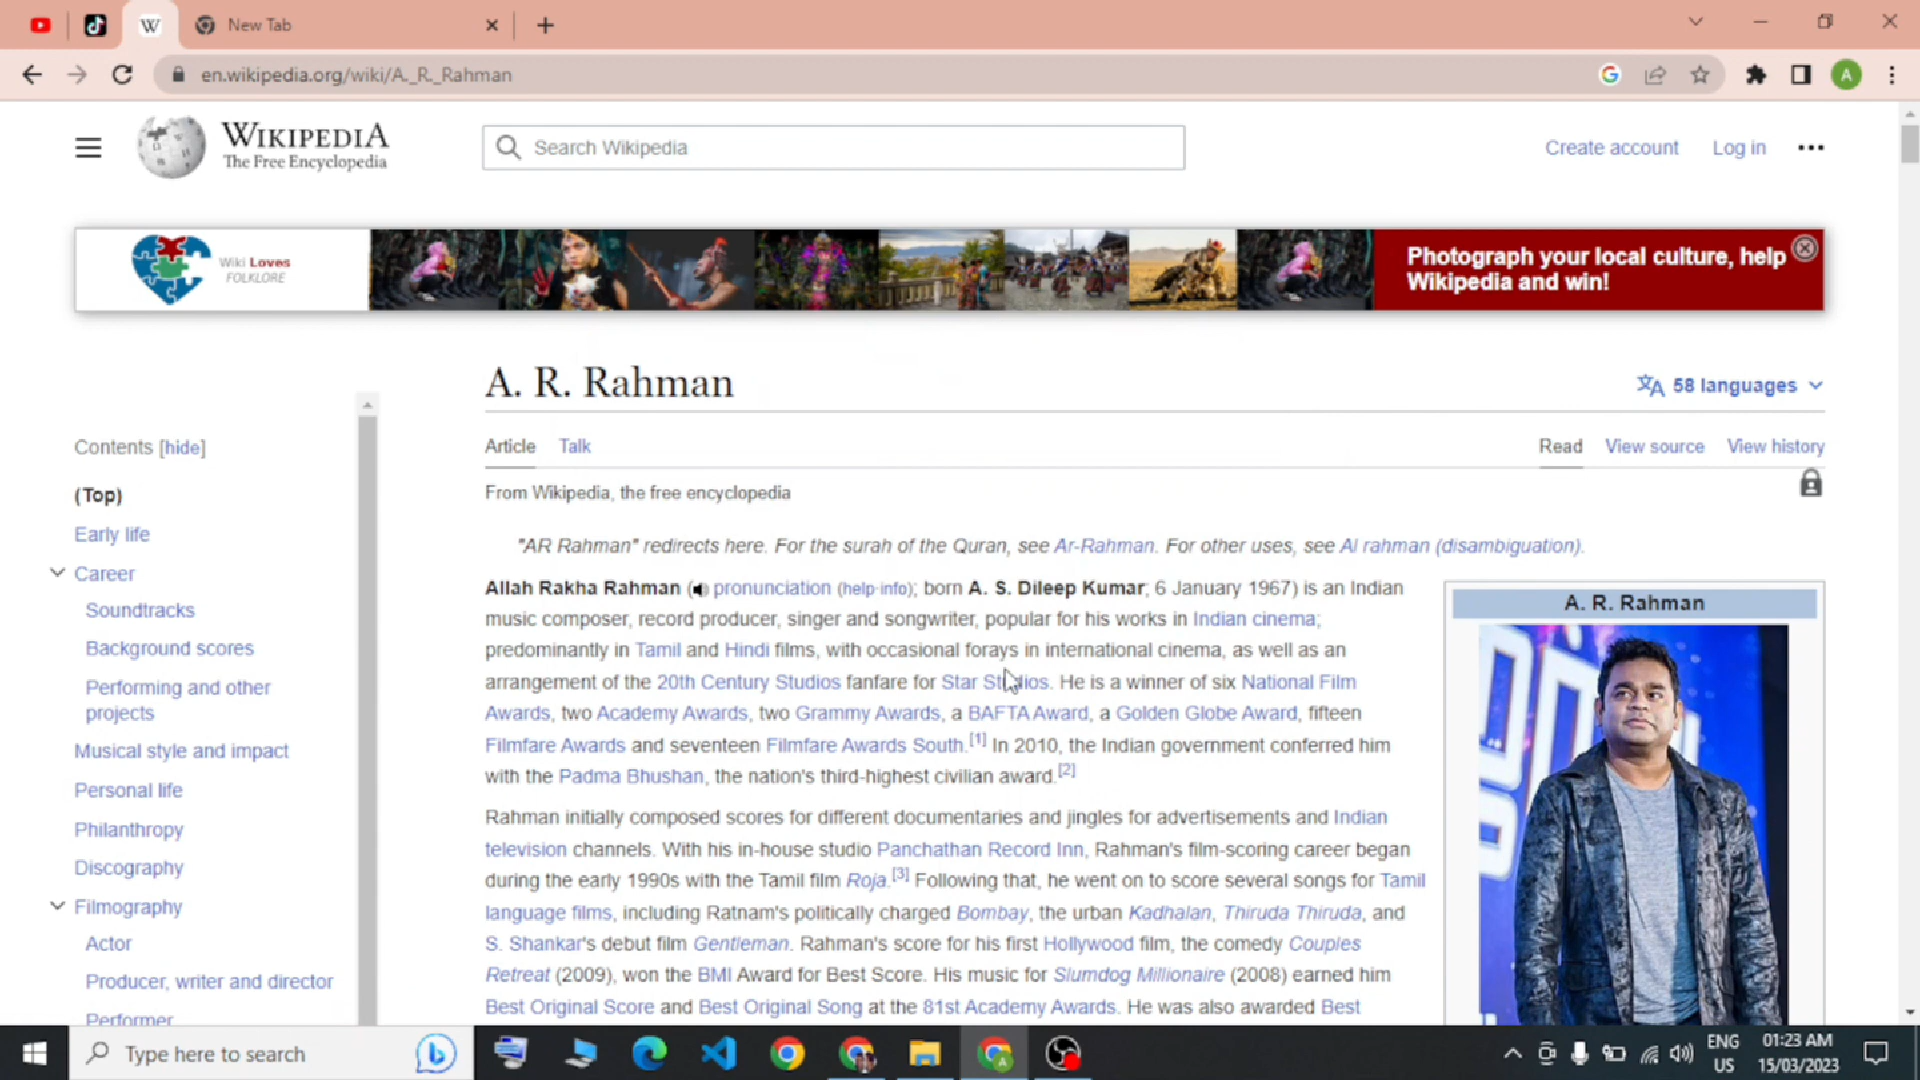 New Tab
en.wikipedia.org/wiki/A._R._Rahman
A
WIKIPEDIA
The Free Encyclopedia
Search Wikipedia
Create account Log in
Wiki Loves
FOLKLORE
Photograph your local culture, help
Wikipedia and win!
A. R. Rahman
58 languages
Contents [hide]
(Top)
Early life
Career
Soundtracks
Background scores
Performing and other
projects
Musical style and impact
Personal life
Philanthropy
Discography
Filmography
Actor
Producer, writer and director
Performer
Article Talk
Read View source View history
From Wikipedia, the free encyclopedia
"AR Rahman" redirects here. For the surah of the Quran, see Ar-Rahman. For other uses, see Al rahman (disambiguation).
Allah Rakha Rahman (pronunciation (help·info); born A. S. Dileep Kumar; 6 January 1967) is an Indian
music composer, record producer, singer and songwriter, popular for his works in Indian cinema;
predominantly in Tamil and Hindi films, with occasional forays in international cinema, as well as an
arrangement of the 20th Century Studios fanfare for Star Studios. He is a winner of six National Film
Awards, two Academy Awards, two Grammy Awards, a BAFTA Award, a Golden Globe Award, fifteen
Filmfare Awards and seventeen Filmfare Awards South.[1] In 2010, the Indian government conferred him
with the Padma Bhushan, the nation's third-highest civilian award.[2]
Rahman initially composed scores for different documentaries and jingles for advertisements and Indian
television channels. With his in-house studio Panchathan Record Inn, Rahman's film-scoring career began
during the early 1990s with the Tamil film Roja.[3] Following that, he went on to score several songs for Tamil
language films, including Ratnam's politically charged Bombay, the urban Kadhalan, Thiruda Thiruda, and
S. Shankar's debut film Gentleman. Rahman's score for his first Hollywood film, the comedy Couples
Retreat (2009), won the BMI Award for Best Score. His music for Slumdog Millionaire (2008) earned him
Best Original Score and Best Original Song at the 81st Academy Awards. He was also awarded Best
A. R. Rahman
Type here to search
ENG
US
01:23 AM
15/03/2023